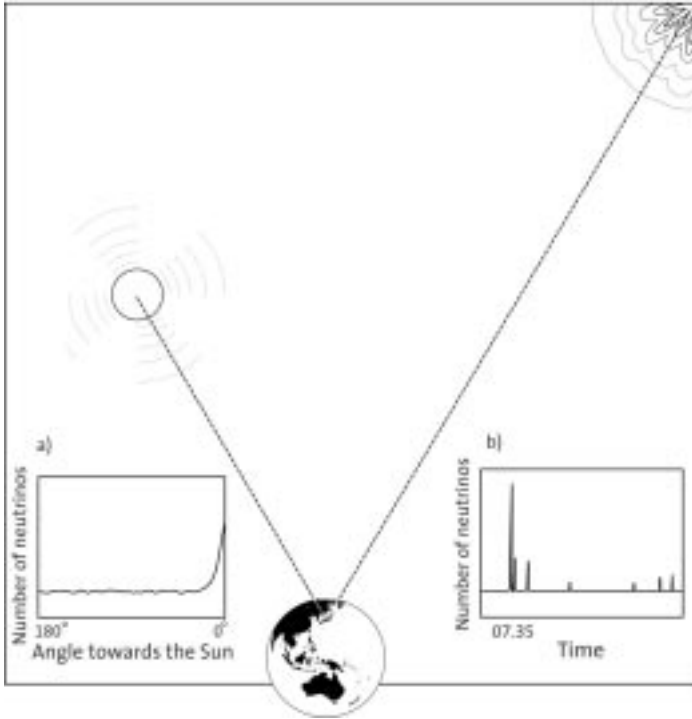 a)
Number of neutrinos
180°
0°
Angle towards the Sun
b)
Number of neutrinos
07.35
Time